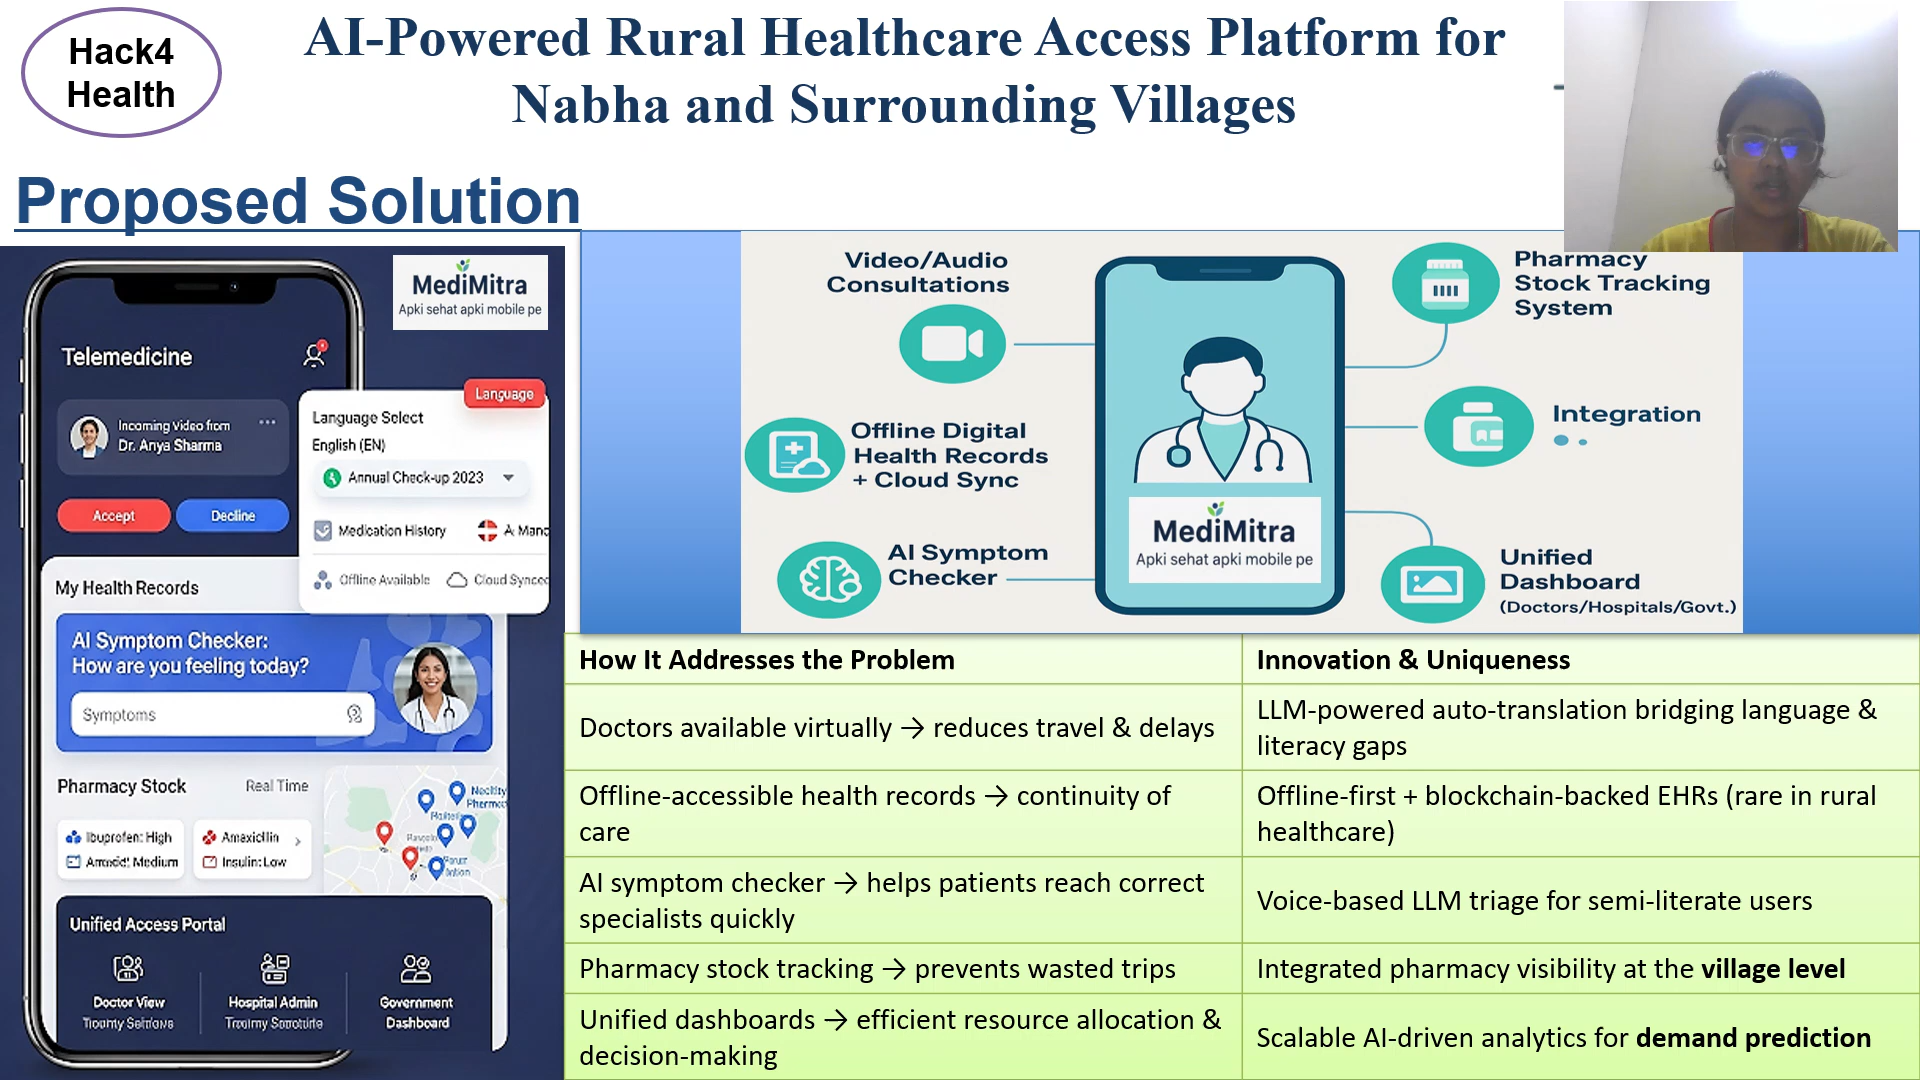 Hack4
Health
AI-Powered Rural Healthcare Access Platform for
Nabha and Surrounding Villages
Proposed Solution
MediMitra
Apki sehat apki mobile pe
Telemedicine
Incoming Video from
Dr. Anya Sharma
Accept
Decline
Language
Language Select
English (EN)
Annual Check-up 2023
Medication History
Offline Available
Cloud Synced
My Health Records
AI Symptom Checker:
How are you feeling today?
Symptoms
Pharmacy Stock
Real Time
Ibuprofen: High
Amaxicillin
Medium
Insulin: Low
Unified Access Portal
Doctor View
Hospital Admin
Government
Dashboard
Video/Audio
Consultations
Offline Digital
Health Records
+ Cloud Sync
AI Symptom
Checker
MediMitra
Apki sehat apki mobile pe
Pharmacy
Stock Tracking
System
Integration
Unified
Dashboard
(Doctors/Hospitals/Govt.)
How It Addresses the Problem
Innovation & Uniqueness
Doctors available virtually → reduces travel & delays
LLM-powered auto-translation bridging language &
literacy gaps
Offline-accessible health records → continuity of
care
Offline-first + blockchain-backed EHRs (rare in rural
healthcare)
AI symptom checker → helps patients reach correct
specialists quickly
Voice-based LLM triage for semi-literate users
Pharmacy stock tracking → prevents wasted trips
Integrated pharmacy visibility at the village level
Unified dashboards → efficient resource allocation &
decision-making
Scalable AI-driven analytics for demand prediction